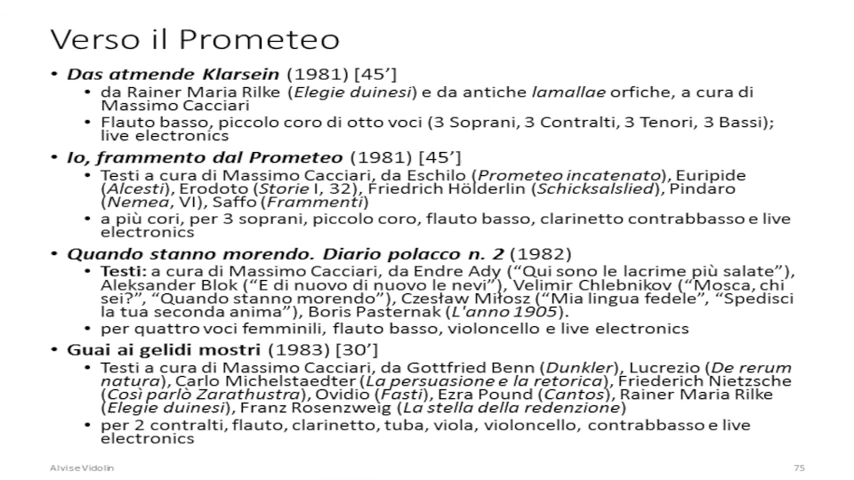 Verso il Prometeo
• Das atmende Klarsein (1981) [45’]
• da Rainer Maria Rilke (Elegie duinesi) e da antiche lamallae orfiche, a cura di
Massimo Cacciari
• Flauto basso, piccolo coro di otto voci (3 Soprani, 3 Contralti, 3 Tenori, 3 Bassi);
live electronics
• Io, frammento dal Prometeo (1981) [45’]
• Testi a cura di Massimo Cacciari, da Eschilo (Prometeo incatenato), Euripide
(Alcesti), Erodoto (Storie I, 32), Friedrich Hölderlin (Schicksalslied), Pindaro
(Nemea, VI), Saffo (Frammenti)
• a più cori, per 3 soprani, piccolo coro, flauto basso, clarinetto contrabbasso e live
electronics
• Quando stanno morendo. Diario polacco n. 2 (1982)
• Testi: a cura di Massimo Cacciari, da Endre Ady (“Qui sono le lacrime più salate”),
Aleksander Blok (“E di nuovo di nuovo le nevi”), Velimir Chlebnikov (“Mosca, chi
sei?”, “Quando stanno morendo”), Czesław Miłosz (“Mia lingua fedele”, “Spedisci
la tua seconda anima”), Boris Pasternak (L'anno 1905).
• per quattro voci femminili, flauto basso, violoncello e live electronics
• Guai ai gelidi mostri (1983) [30’]
• Testi a cura di Massimo Cacciari, da Gottfried Benn (Dunkler), Lucrezio (De rerum
natura), Carlo Michelstaedter (La persuasione e la retorica), Friederich Nietzsche
(Così parlò Zarathustra), Ovidio (Fasti), Ezra Pound (Cantos), Rainer Maria Rilke
(Elegie duinesi), Franz Rosenzweig (La stella della redenzione)
• per 2 contralti, flauto, clarinetto, tuba, viola, violoncello, contrabbasso e live
electronics
Alvise Vidolin
75